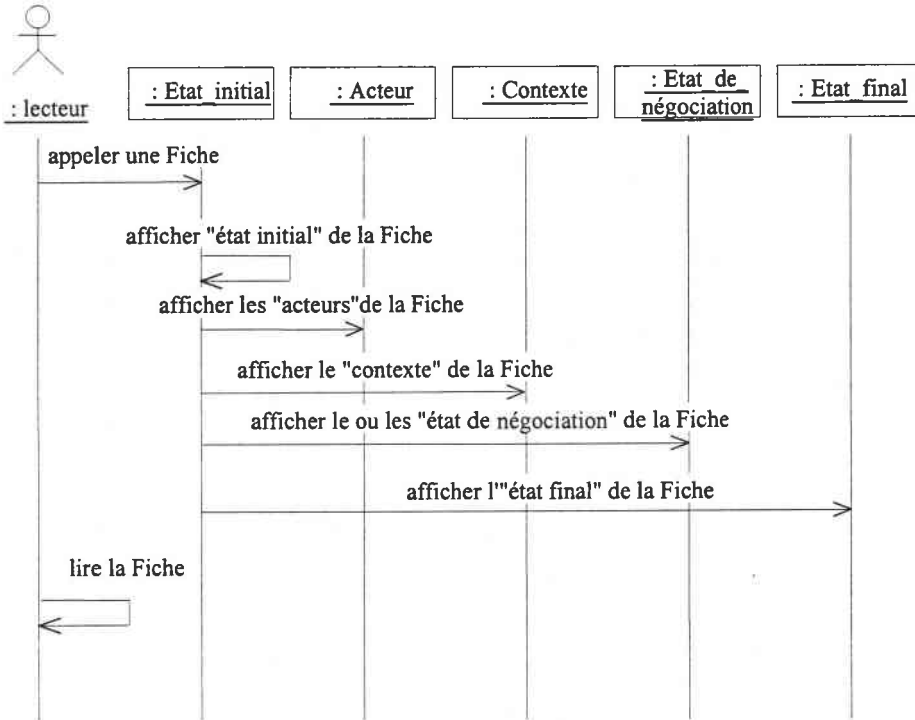 : lecteur
: Etat_initial
: Acteur
: Contexte
: Etat_de
négociation
: Etat_final
appeler une Fiche
afficher "état initial" de la Fiche
afficher les "acteurs"de la Fiche
afficher le "contexte" de la Fiche
afficher le ou les "état de négociation" de la Fiche
afficher l'"état final" de la Fiche
lire la Fiche